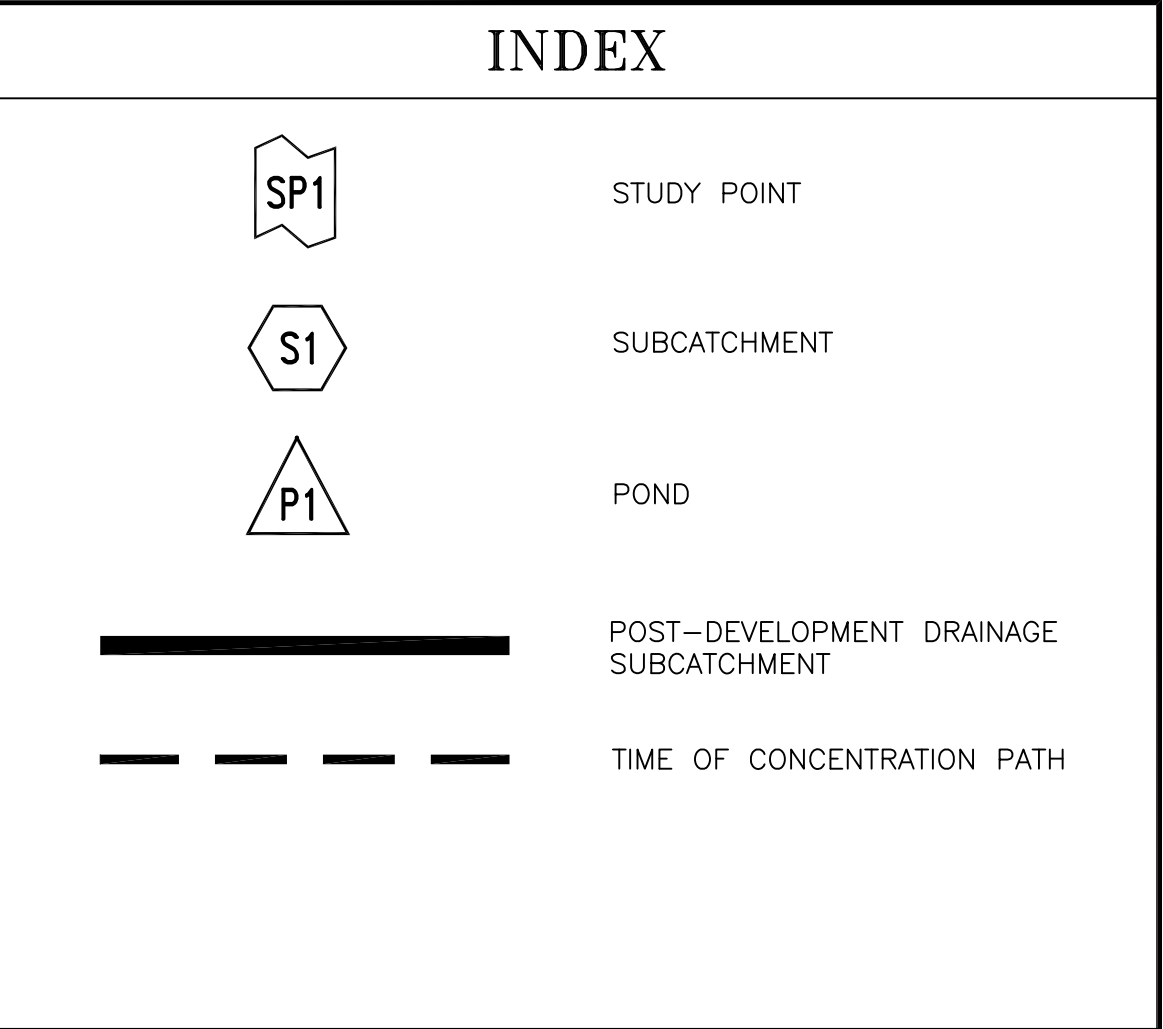 INDEX
SP1
STUDY POINT
S1
SUBCATCHMENT
P1
POND
POST-DEVELOPMENT DRAINAGE
SUBCATCHMENT
TIME OF CONCENTRATION PATH